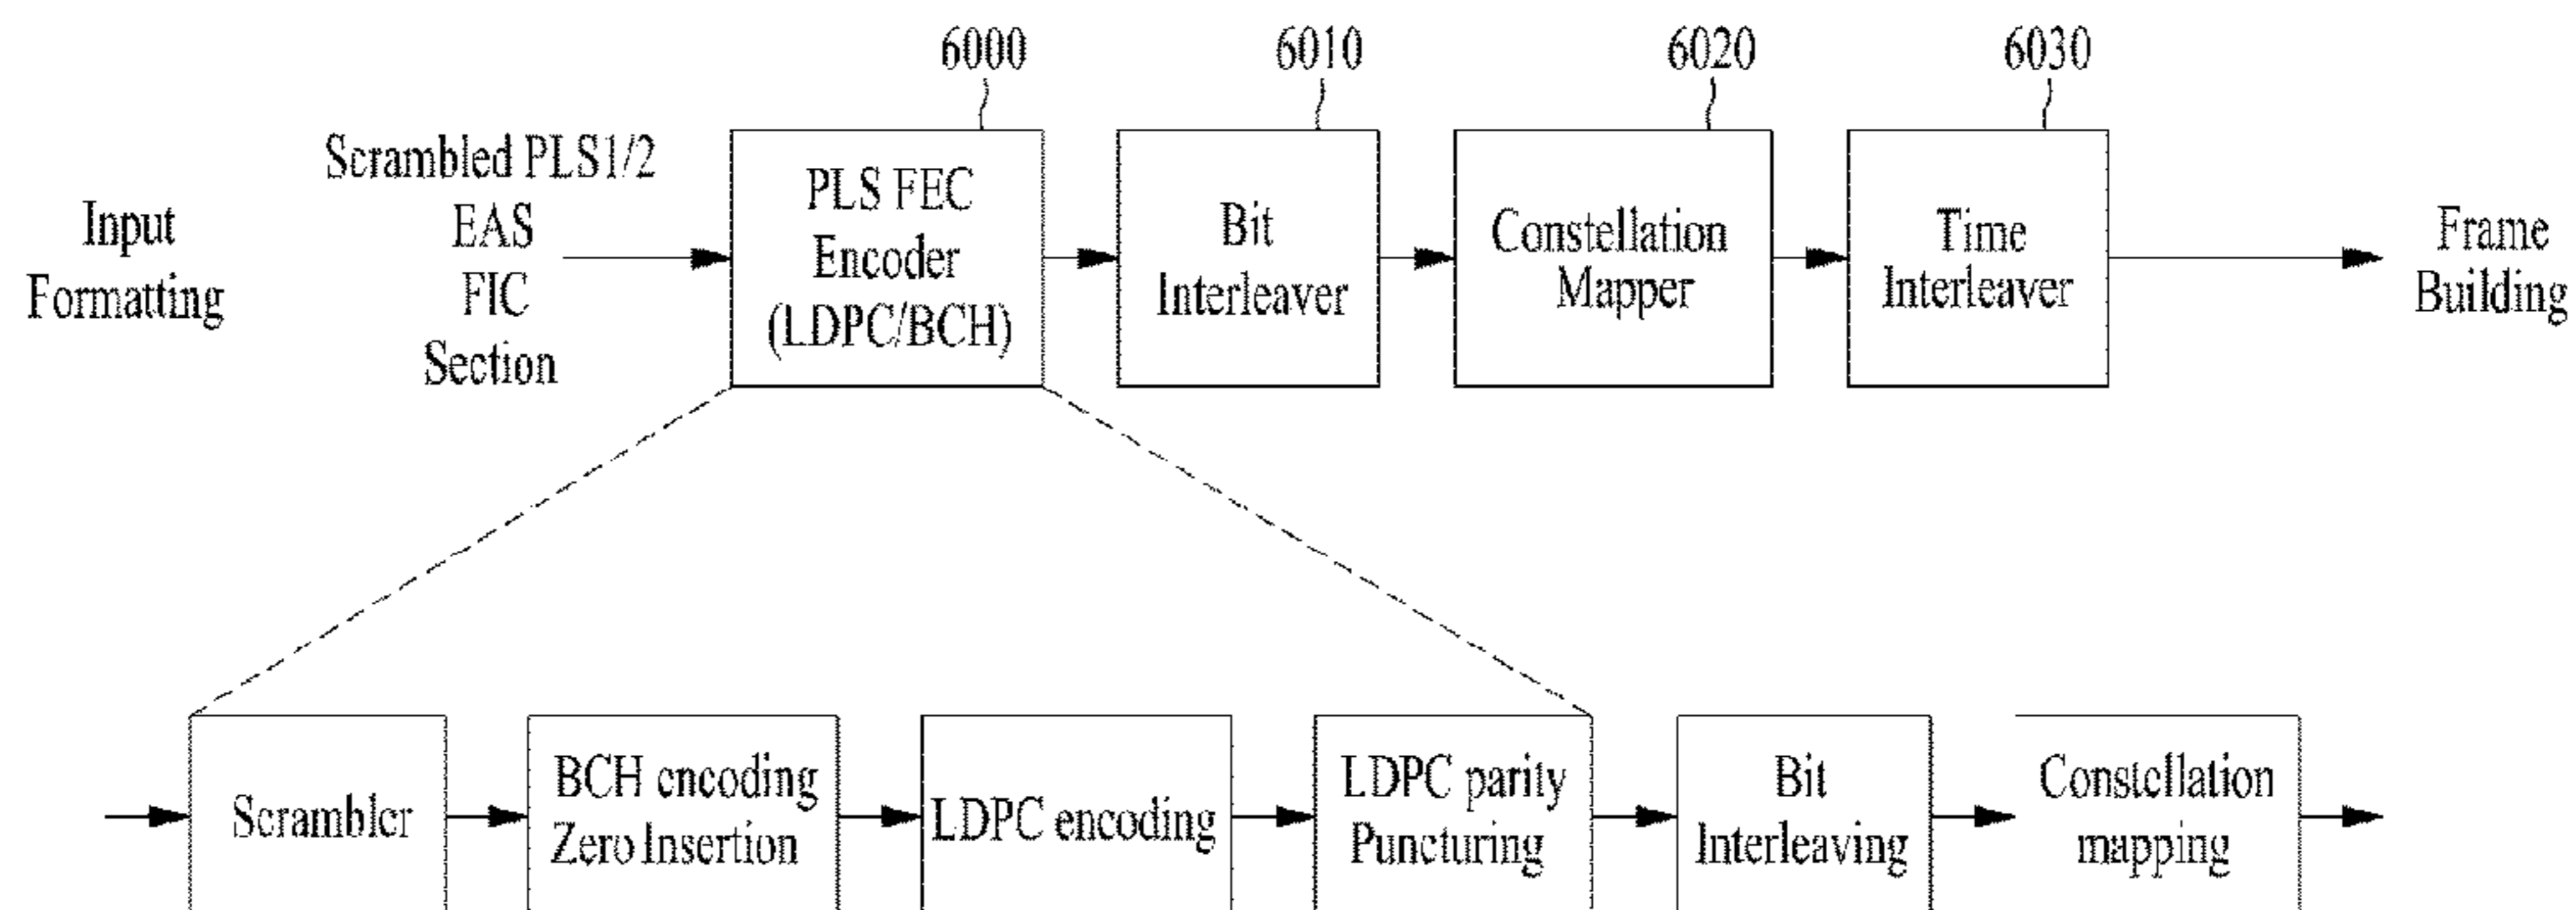 6000
6010
6020
6030
Input
Formatting
Scrambled PLS1/2
EAS
FIC
Section
PLS FEC
Encoder
(LDPC/BCH)
Bit
Interleaver
Constellation
Mapper
Time
Interleaver
Frame
Building
Scrambler
BCH encoding
Zero Insertion
LDPC encoding
LDPC parity
Puncturing
Bit
Interleaving
Constellation
mapping